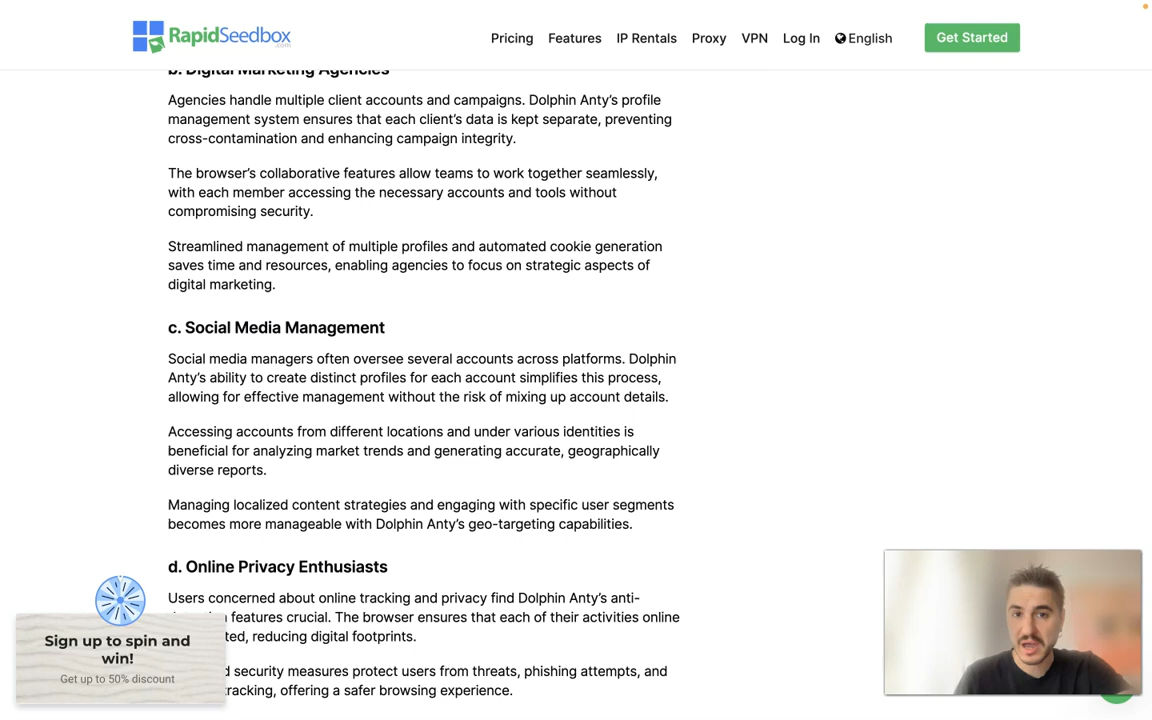 RapidSeedbox
.com
Pricing Features IP Rentals Proxy VPN Log In English Get Started
b. Digital Marketing Agencies
Agencies handle multiple client accounts and campaigns. Dolphin Anty’s profile
management system ensures that each client’s data is kept separate, preventing
cross-contamination and enhancing campaign integrity.
The browser’s collaborative features allow teams to work together seamlessly,
with each member accessing the necessary accounts and tools without
compromising security.
Streamlined management of multiple profiles and automated cookie generation
saves time and resources, enabling agencies to focus on strategic aspects of
digital marketing.
c. Social Media Management
Social media managers often oversee several accounts across platforms. Dolphin
Anty’s ability to create distinct profiles for each account simplifies this process,
allowing for effective management without the risk of mixing up account details.
Accessing accounts from different locations and under various identities is
beneficial for analyzing market trends and generating accurate, geographically
diverse reports.
Managing localized content strategies and engaging with specific user segments
becomes more manageable with Dolphin Anty’s geo-targeting capabilities.
d. Online Privacy Enthusiasts
Users concerned about online tracking and privacy find Dolphin Anty’s anti-
features crucial. The browser ensures that each of their activities online
reducing digital footprints.
security measures protect users from threats, phishing attempts, and
tracking, offering a safer browsing experience.
Sign up to spin and
win!
Get up to 50% discount